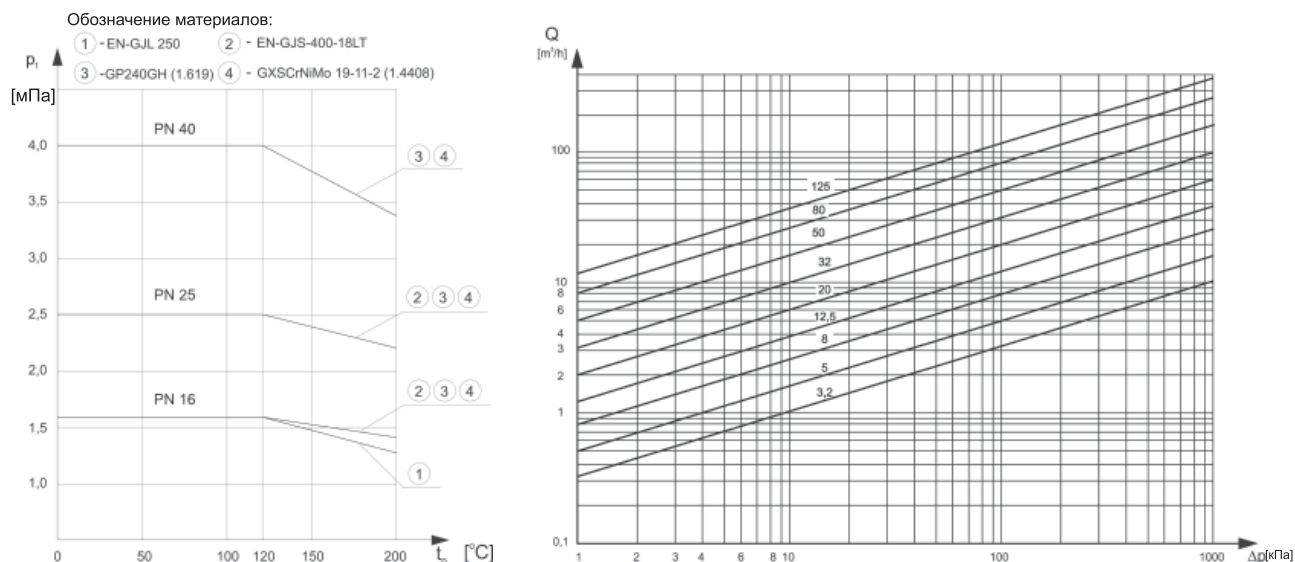 Обозначение материалов:
1 -EN-GJL 250 2 - EN-GJS-400-18LT
3 -GP240GH (1.619) 4 - GXSCrNiMo 19-11-2 (1.4408)
p₁
[мПа]
PN 40
4,0
3 4
3,5
3,0
PN 25
2 3 4
2,5
2,0
PN 16
2 3 4
1,5
1
1,0
0 50 100 120 150 200 [°C]
Q
[m³/h]
100
125
80
50
32
10
20
8
6
12,5
4
8
3
5
2
3,2
1
0,1
1 2 3 4 6 8 10 100 1000 Δp[кПа]